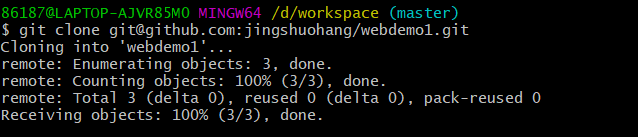 86187@LAPTOP-AJVR85MO MINGW64 /d/workspace (master)
$ git clone git@github.com:jingshuohang/webdemo1.git
Cloning into 'webdemo1'...
remote: Enumerating objects: 3, done.
remote: Counting objects: 100% (3/3), done.
remote: Total 3 (delta 0), reused 0 (delta 0), pack-reused 0
Receiving objects: 100% (3/3), done.